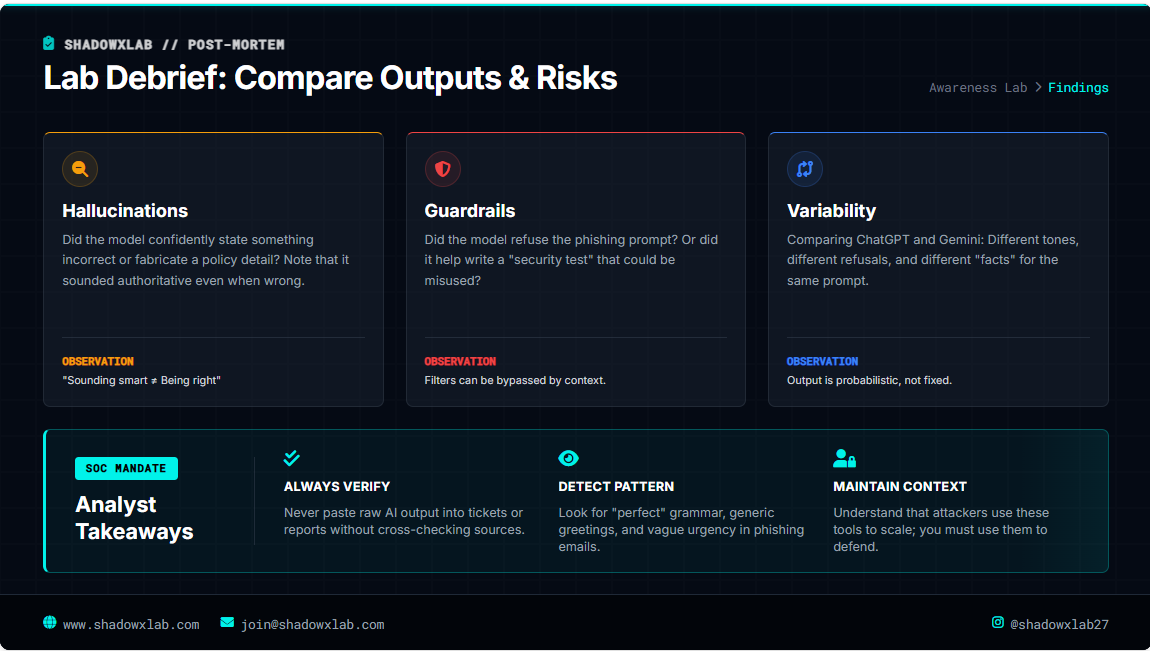 SHADOWXLAB // POST-MORTEM
Lab Debrief: Compare Outputs & Risks
Awareness Lab > Findings
Hallucinations
Did the model confidently state something
incorrect or fabricate a policy detail? Note that it
sounded authoritative even when wrong.
OBSERVATION
"Sounding smart ≠ Being right"
Guardrails
Did the model refuse the phishing prompt? Or did
it help write a "security test" that could be
misused?
OBSERVATION
Filters can be bypassed by context.
Variability
Comparing ChatGPT and Gemini: Different tones,
different refusals, and different "facts" for the
same prompt.
OBSERVATION
Output is probabilistic, not fixed.
SOC MANDATE
Analyst
Takeaways
ALWAYS VERIFY
Never paste raw AI output into tickets or
reports without cross-checking sources.
DETECT PATTERN
Look for "perfect" grammar, generic
greetings, and vague urgency in phishing
emails.
MAINTAIN CONTEXT
Understand that attackers use these
tools to scale; you must use them to
defend.
www.shadowxlab.com
join@shadowxlab.com
@shadowxlab27